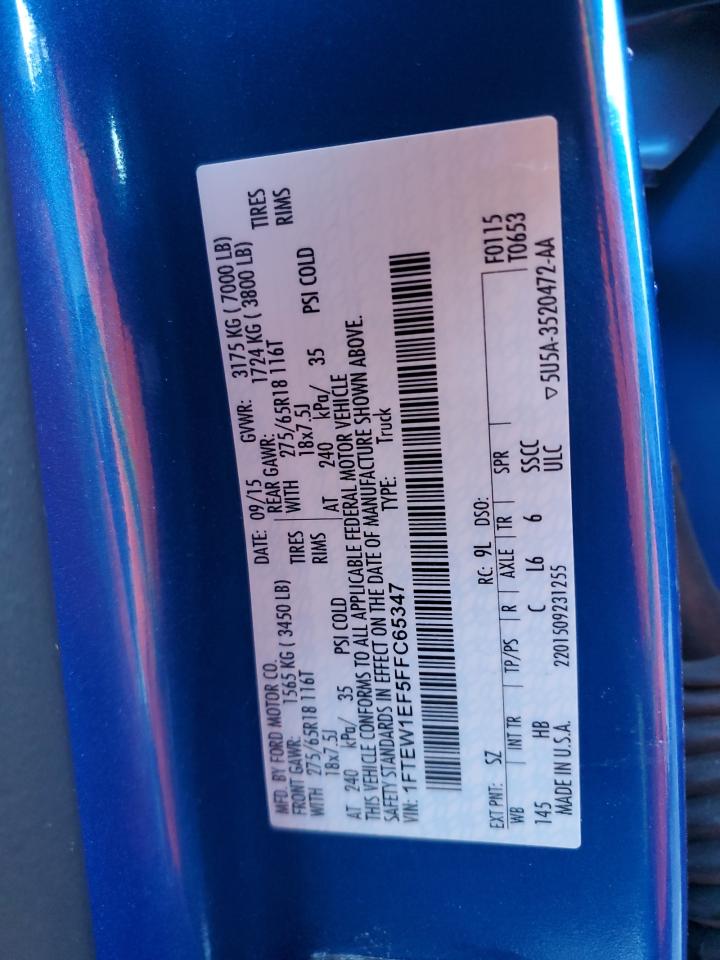 MFD. BY FORD MOTOR CO. DATE: 09/15 GVWR: 3175 KG ( 7000 LB)
FRONT GAWR: 1565 KG ( 3450 LB) REAR GAWR: 1724 KG ( 3800 LB)
WITH 275/65R18 116T TIRES WITH 275/65R18 116T TIRES
18x7.5J RIMS 18x7.5J RIMS
AT 240 kPa/ 35 PSI COLD AT 240 kPa/ 35 PSI COLD
THIS VEHICLE CONFORMS TO ALL APPLICABLE FEDERAL MOTOR VEHICLE
SAFETY STANDARDS IN EFFECT ON THE DATE OF MANUFACTURE SHOWN ABOVE.
VIN: 1FTEW1EF5FFC65347 TYPE: Truck
EXT PNT: SZ RC: 9L DSO: F0115
WB INT TR TP/PS R AXLE TR SPR T0653
145 HB C L6 6 SSCC
MADE IN U.S.A. 2201509231255 ULC ▽5U5A-3520472-AA